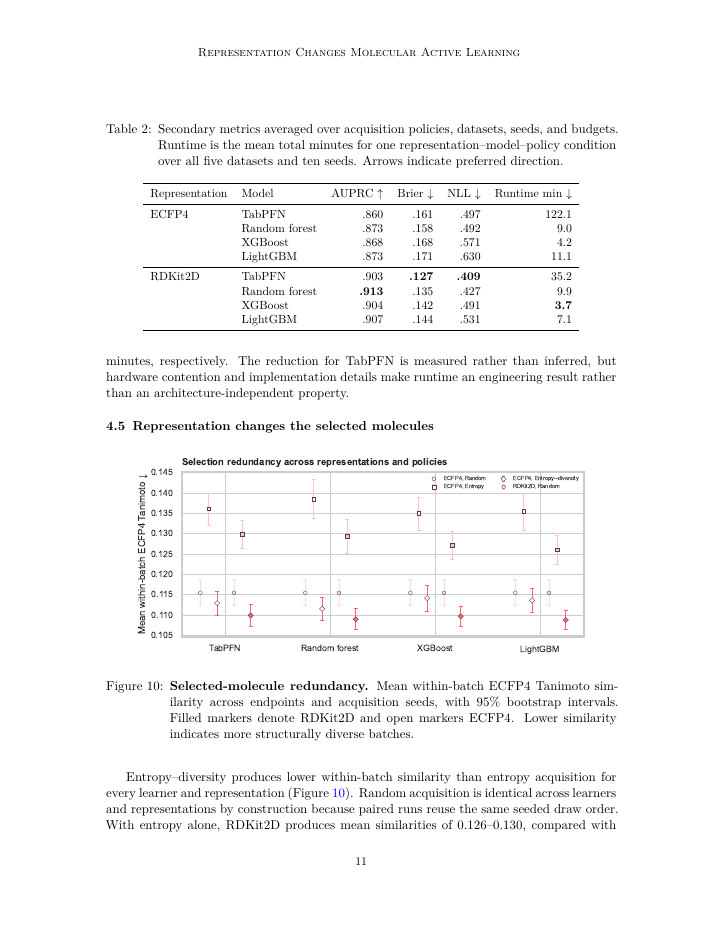 Representation Changes Molecular Active Learning
Table 2: Secondary metrics averaged over acquisition policies, datasets, seeds, and budgets.
Runtime is the mean total minutes for one representation–model–policy condition
over all five datasets and ten seeds. Arrows indicate preferred direction.
Representation Model AUPRC ↑ Brier ↓ NLL ↓ Runtime min ↓
ECFP4 TabPFN .860 .161 .497 122.1
Random forest .873 .158 .492 9.0
XGBoost .868 .168 .571 4.2
LightGBM .873 .171 .630 11.1
RDKit2D TabPFN .903 .127 .409 35.2
Random forest .913 .135 .427 9.9
XGBoost .904 .142 .491 3.7
LightGBM .907 .144 .531 7.1
minutes, respectively. The reduction for TabPFN is measured rather than inferred, but
hardware contention and implementation details make runtime an engineering result rather
than an architecture-independent property.
4.5 Representation changes the selected molecules
Selection redundancy across representations and policies
Mean within-batch ECFP4 Tanimoto ↓
0.145
0.140
0.135
0.130
0.125
0.120
0.115
0.110
0.105
ECFP4, Random
ECFP4, Entropy
ECFP4, Entropy–diversity
RDKit2D, Random
TabPFN Random forest XGBoost LightGBM
Figure 10: Selected-molecule redundancy. Mean within-batch ECFP4 Tanimoto sim-
ilarity across endpoints and acquisition seeds, with 95% bootstrap intervals.
Filled markers denote RDKit2D and open markers ECFP4. Lower similarity
indicates more structurally diverse batches.
Entropy–diversity produces lower within-batch similarity than entropy acquisition for
every learner and representation (Figure 10). Random acquisition is identical across learners
and representations by construction because paired runs reuse the same seeded draw order.
With entropy alone, RDKit2D produces mean similarities of 0.126–0.130, compared with
11